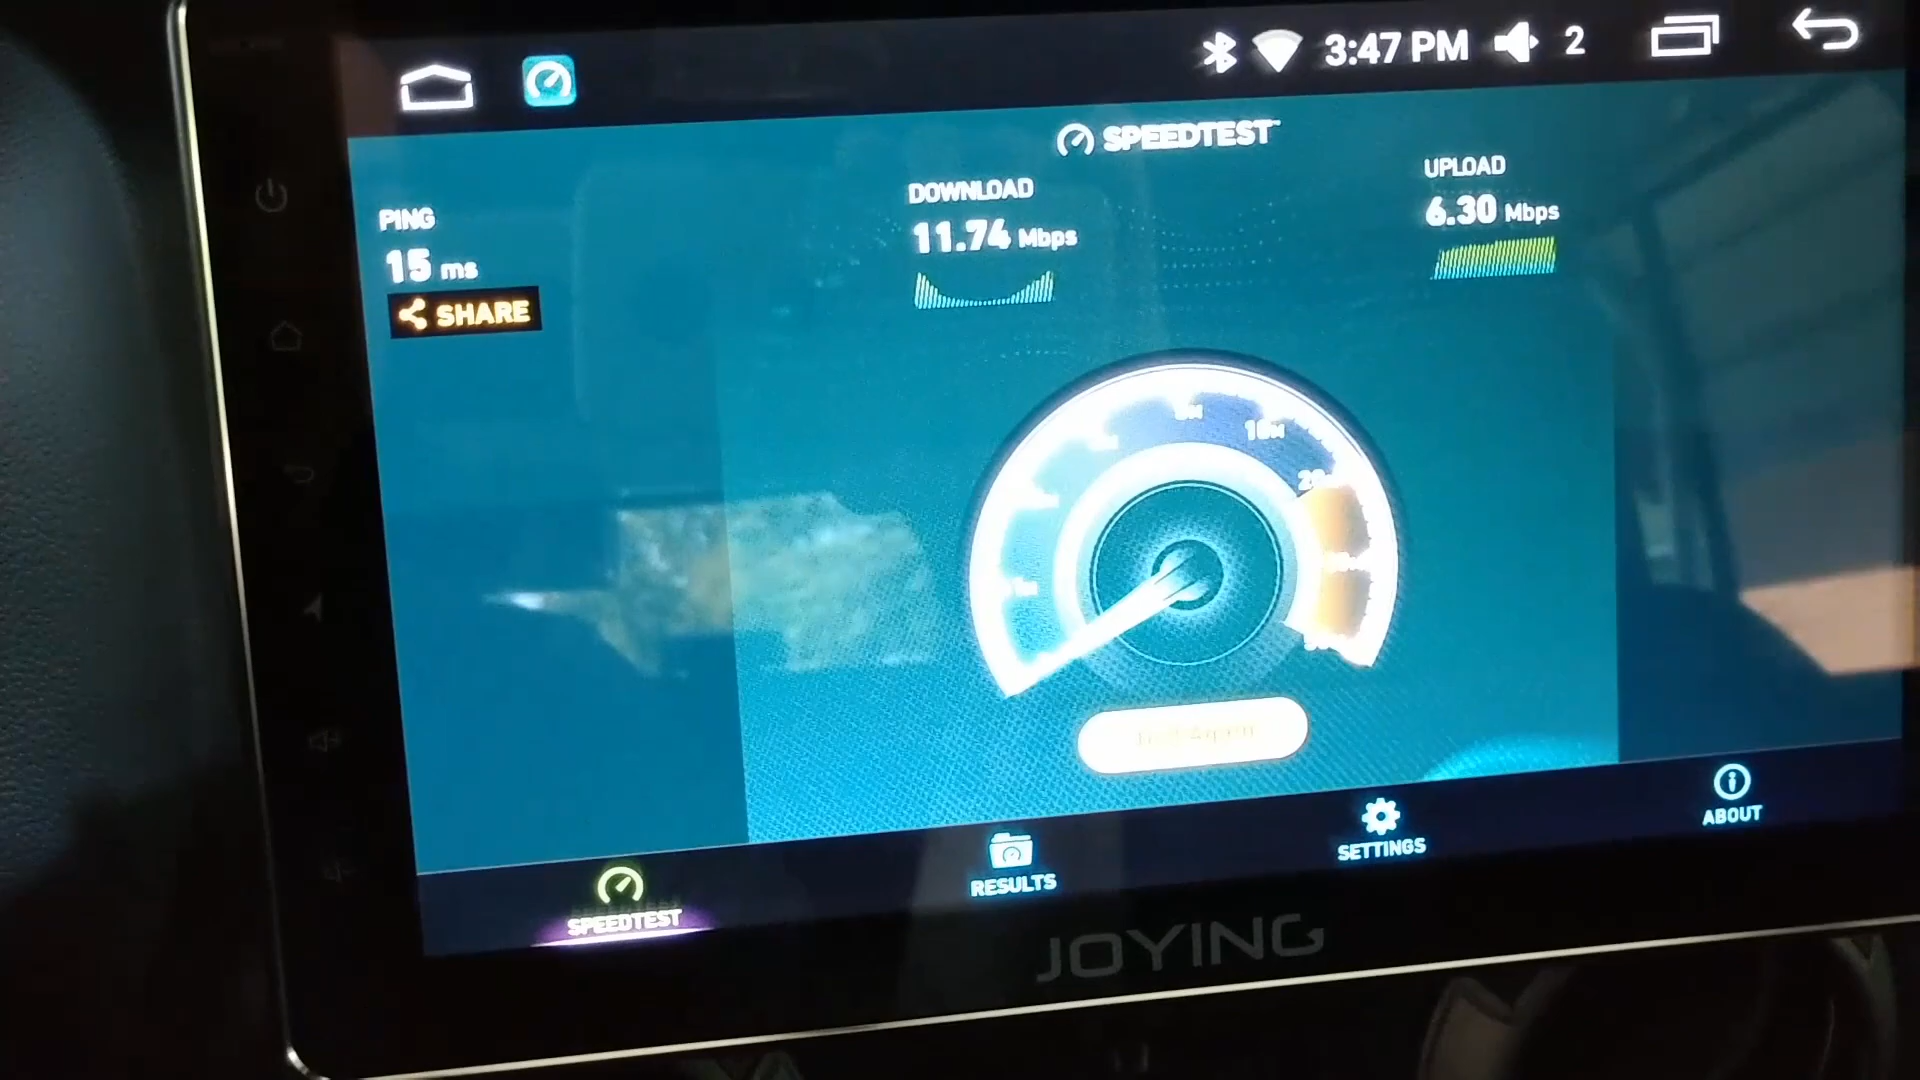 3:47 PM 2
SPEEDTEST
PING
15 ms
SHARE
DOWNLOAD
11.74 Mbps
UPLOAD
6.30 Mbps
SPEEDTEST
RESULTS
SETTINGS
ABOUT
JOYING